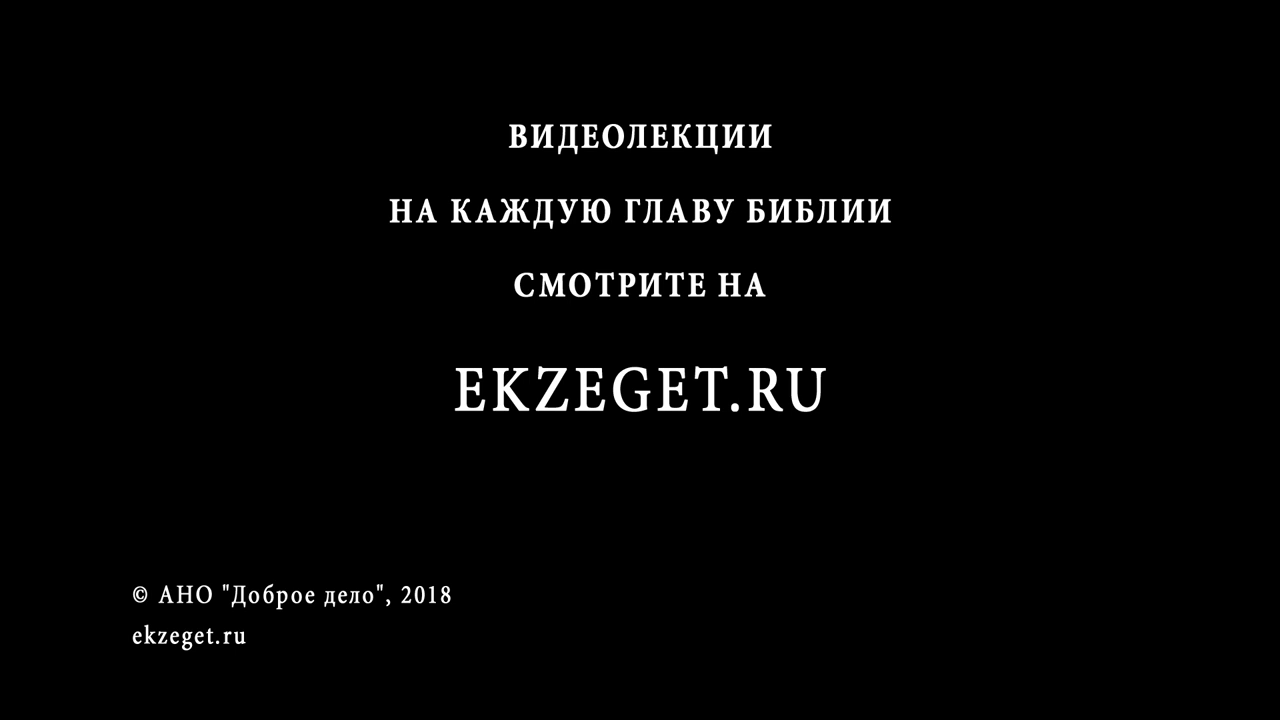 ВИДЕОЛЕКЦИИ
НА КАЖДУЮ ГЛАВУ БИБЛИИ
СМОТРИТЕ НА
EKZEGET.RU
© АНО "Доброе дело", 2018
ekzeget.ru